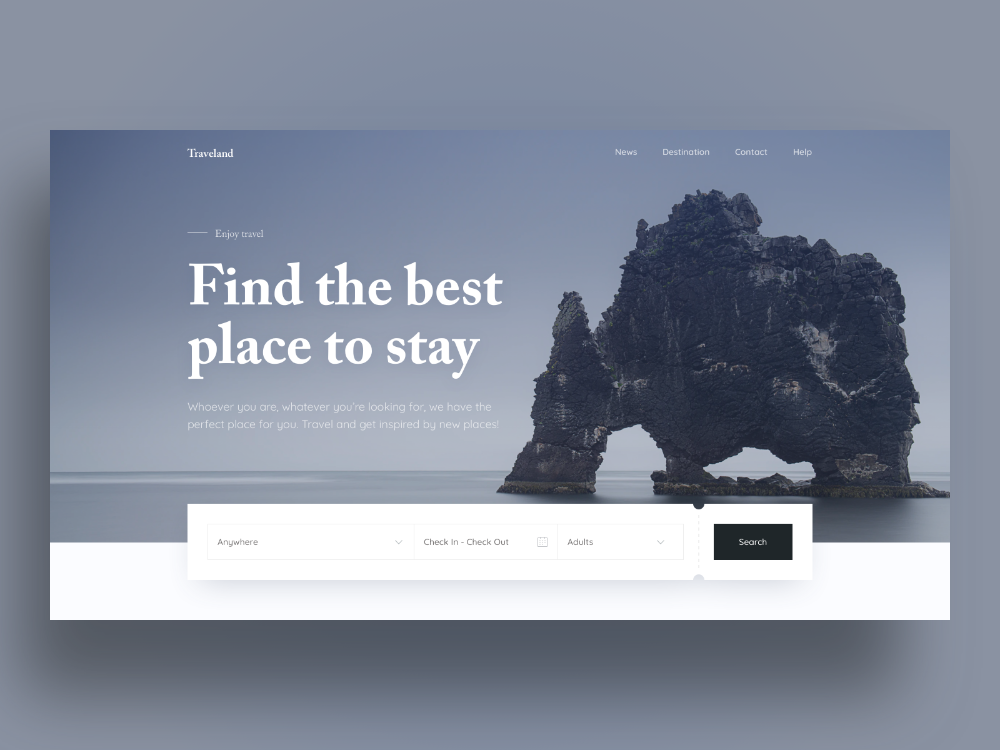 Traveland
News Destination Contact Help
Enjoy travel
Find the best
place to stay
Whoever you are, whatever you're looking for, we have the
perfect place for you. Travel and get inspired by new places!
Anywhere Check In - Check Out Adults Search